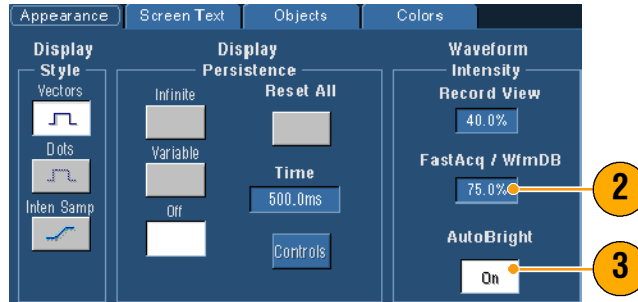 Appearance Screen Text Objects Colors
Display Style
Vectors
Dots
Inten Samp
Display Persistence
Infinite
Variable
Off
Reset All
Time
500.0ms
Controls
Waveform Intensity
Record View
40.0%
FastAcq / WfmDB
75.0%
2
AutoBright
On
3